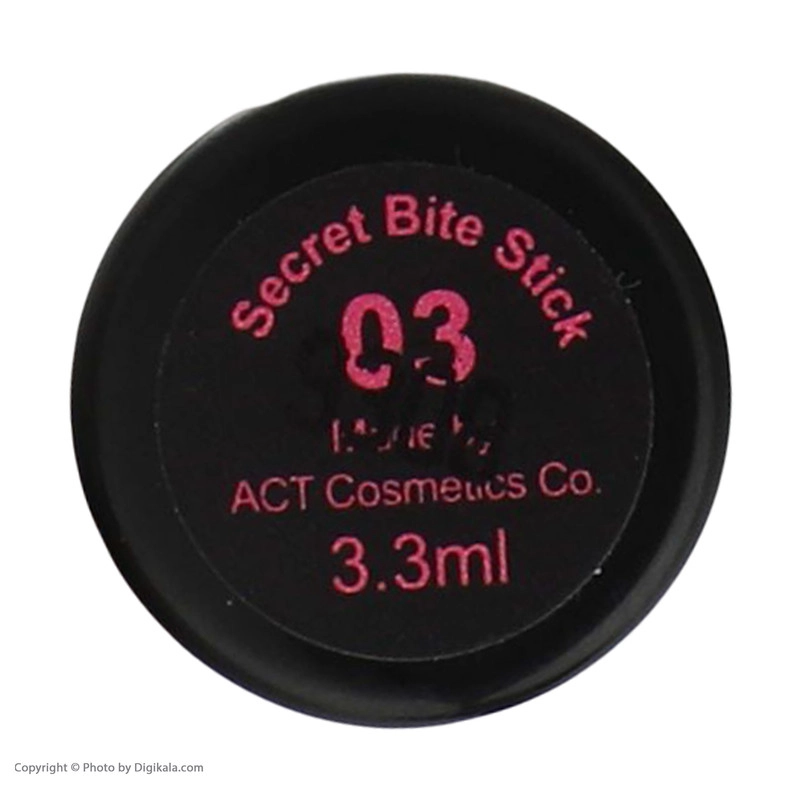 Secret Bite Stick
03
ACT Cosmetics Co.
3.3ml
Copyright © Photo by Digikala.com